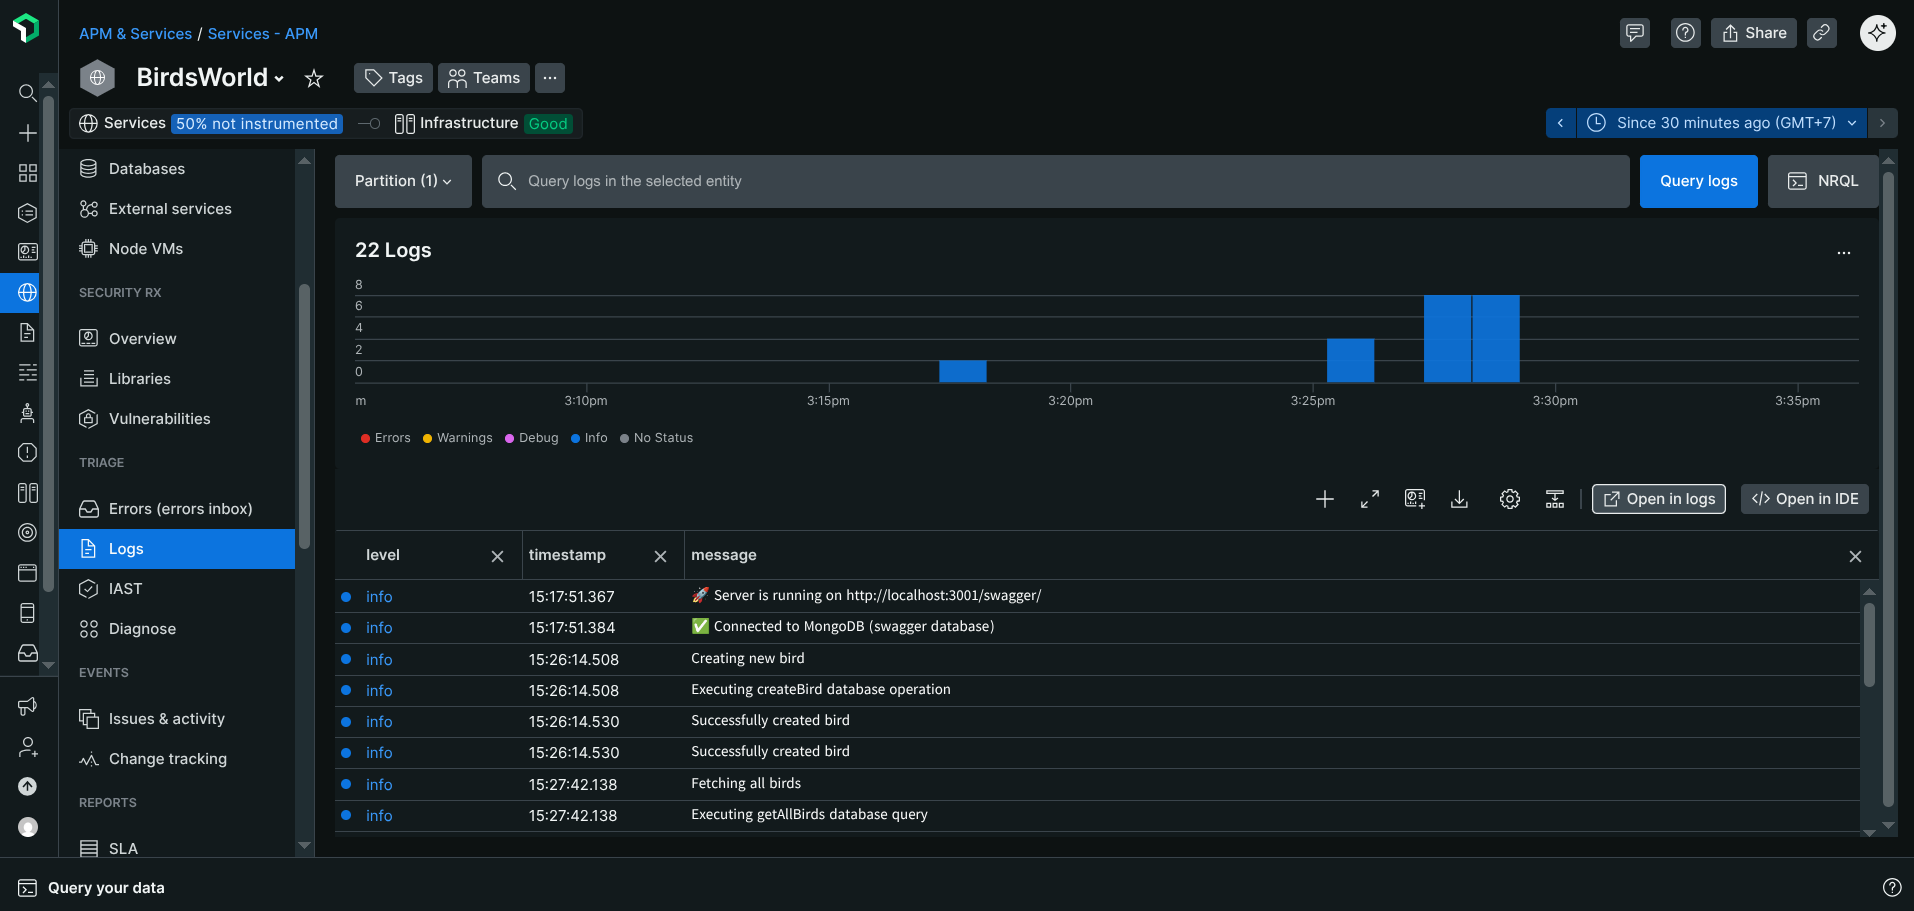 APM & Services / Services - APM
Share
BirdsWorld
Tags
Teams
...
Services 50% not instrumented
Infrastructure Good
Since 30 minutes ago (GMT+7)
Databases
External services
Node VMs
SECURITY RX
Overview
Libraries
Vulnerabilities
TRIAGE
Errors (errors inbox)
Logs
IAST
Diagnose
EVENTS
Issues & activity
Change tracking
REPORTS
SLA
Partition (1)
Query logs in the selected entity
Query logs
NRQL
22 Logs
...
8
6
4
2
0
m 3:10pm 3:15pm 3:20pm 3:25pm 3:30pm 3:35pm
Errors Warnings Debug Info No Status
Open in logs
Open in IDE
level timestamp message
info 15:17:51.367 🚀 Server is running on http://localhost:3001/swagger/
info 15:17:51.384 ✅ Connected to MongoDB (swagger database)
info 15:26:14.508 Creating new bird
info 15:26:14.508 Executing createBird database operation
info 15:26:14.530 Successfully created bird
info 15:26:14.530 Successfully created bird
info 15:27:42.138 Fetching all birds
info 15:27:42.138 Executing getAllBirds database query
Query your data